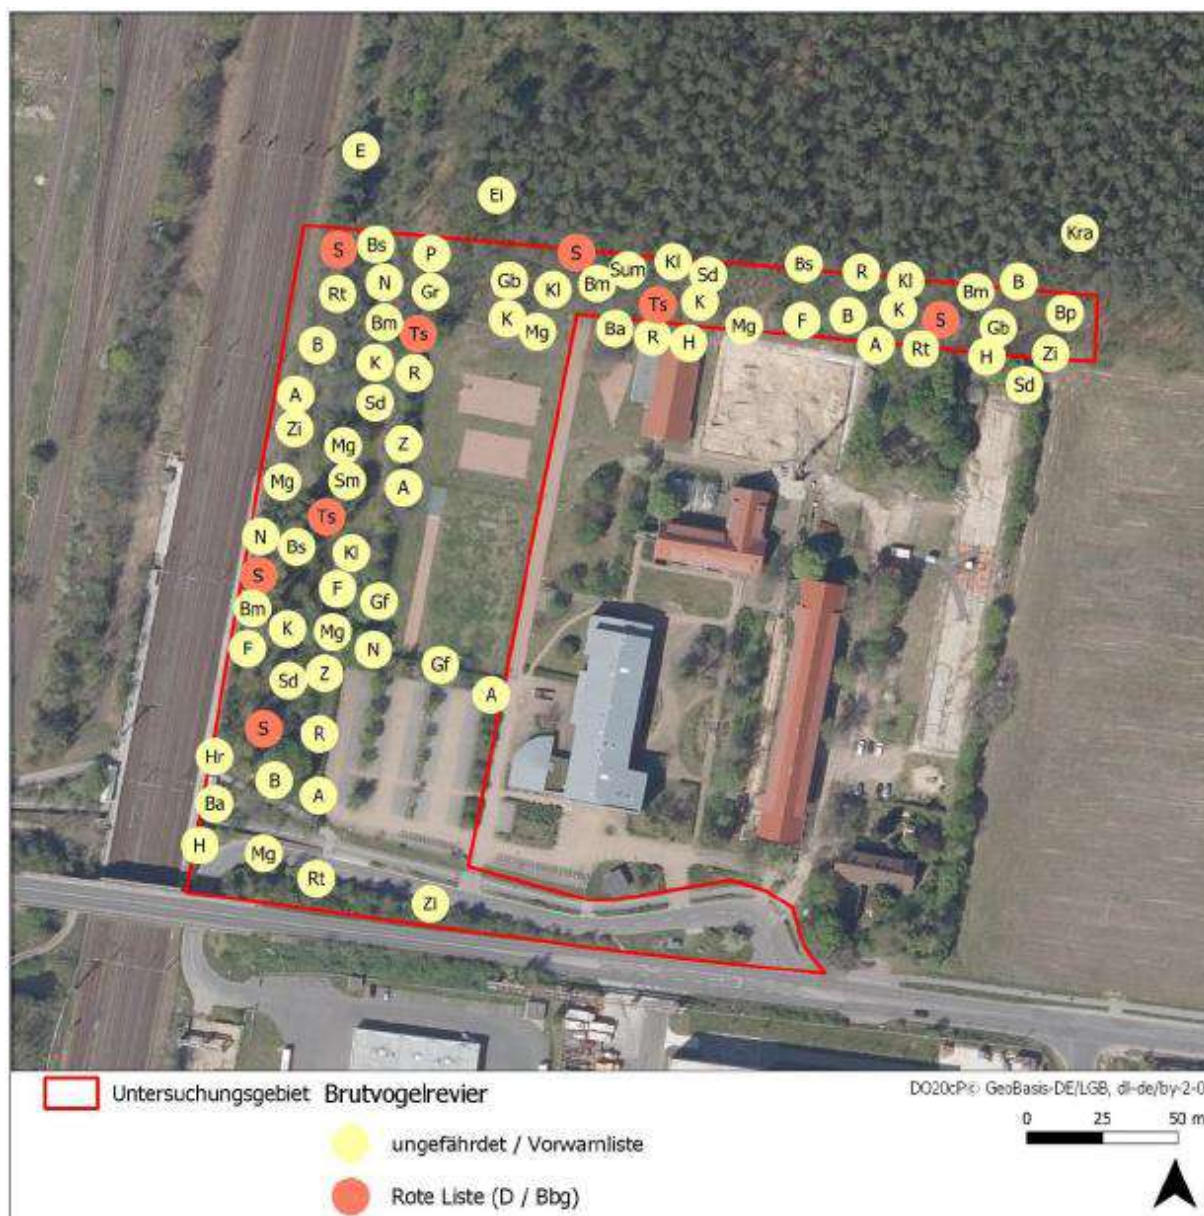 E
Ei
Kra
S Bs P S Sum Kl Sd Bs R Kl Bm B
Rt N Gr Gb Kl Bm Ts K F B K S Gb Bp
Bm Ts K Mg Ba R H Mg A Rt H Zi
B K R Sd
A Sd
Zi Mg Z
Mg Sm A
Ts
N Bs Kl
S F Gf
Bm K Mg
F N Gf
Sd Z A
S R
Hr B A
Ba
H Mg Rt
Zi
Untersuchungsgebiet Brutvogelrevier
DO20cP© GeoBasis-DE/LGB, dl-de/by-2-0
0 25 50 m
ungefährdet / Vorwarnliste
Rote Liste (D / Bbg)